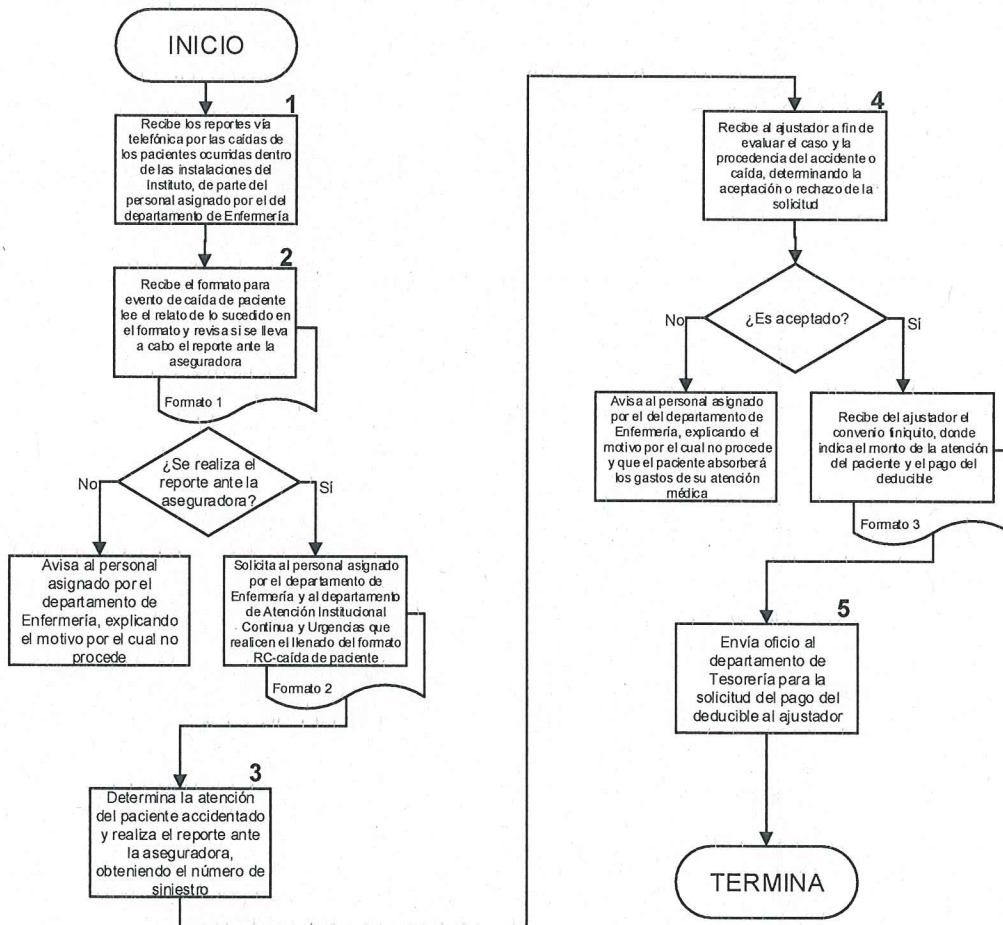 INICIO
1
Recibe los reportes vía
telefónica por las caídas de
los pacientes ocurridas dentro
de las instalaciones del
Instituto, de parte del
personal asignado por el del
departamento de Enfermería
2
Recibe el formato para
evento de caída de paciente
lee el relato de lo sucedido en
el formato y revisa si se lleva
a cabo el reporte ante la
aseguradora
Formato 1
¿Se realiza el
reporte ante la
aseguradora?
No
Sí
Avisa al personal
asignado por el
departamento de
Enfermería, explicando
el motivo por el cual no
procede
Solicita al personal asignado
por el departamento de
Enfermería y al departamento
de Atención Institucional
Continua y Urgencias que
realicen el llenado del formato
RC-caída de paciente
Formato 2
3
Determina la atención
del paciente accidentado
y realiza el reporte ante
la aseguradora,
obteniendo el número de
siniestro
4
Recibe al ajustador a fin de
evaluar el caso y la
procedencia del accidente o
caída, determinando la
aceptación o rechazo de la
solicitud
¿Es aceptado?
No
Sí
Avisa al personal asignado
por el del departamento de
Enfermería, explicando el
motivo por el cual no procede
y que el paciente absorberá
los gastos de su atención
médica
Recibe del ajustador el
convenio finiquito, donde
indica el monto de la atención
del paciente y el pago del
deducible
Formato 3
5
Envía oficio al
departamento de
Tesorería para la
solicitud del pago del
deducible al ajustador
TERMINA